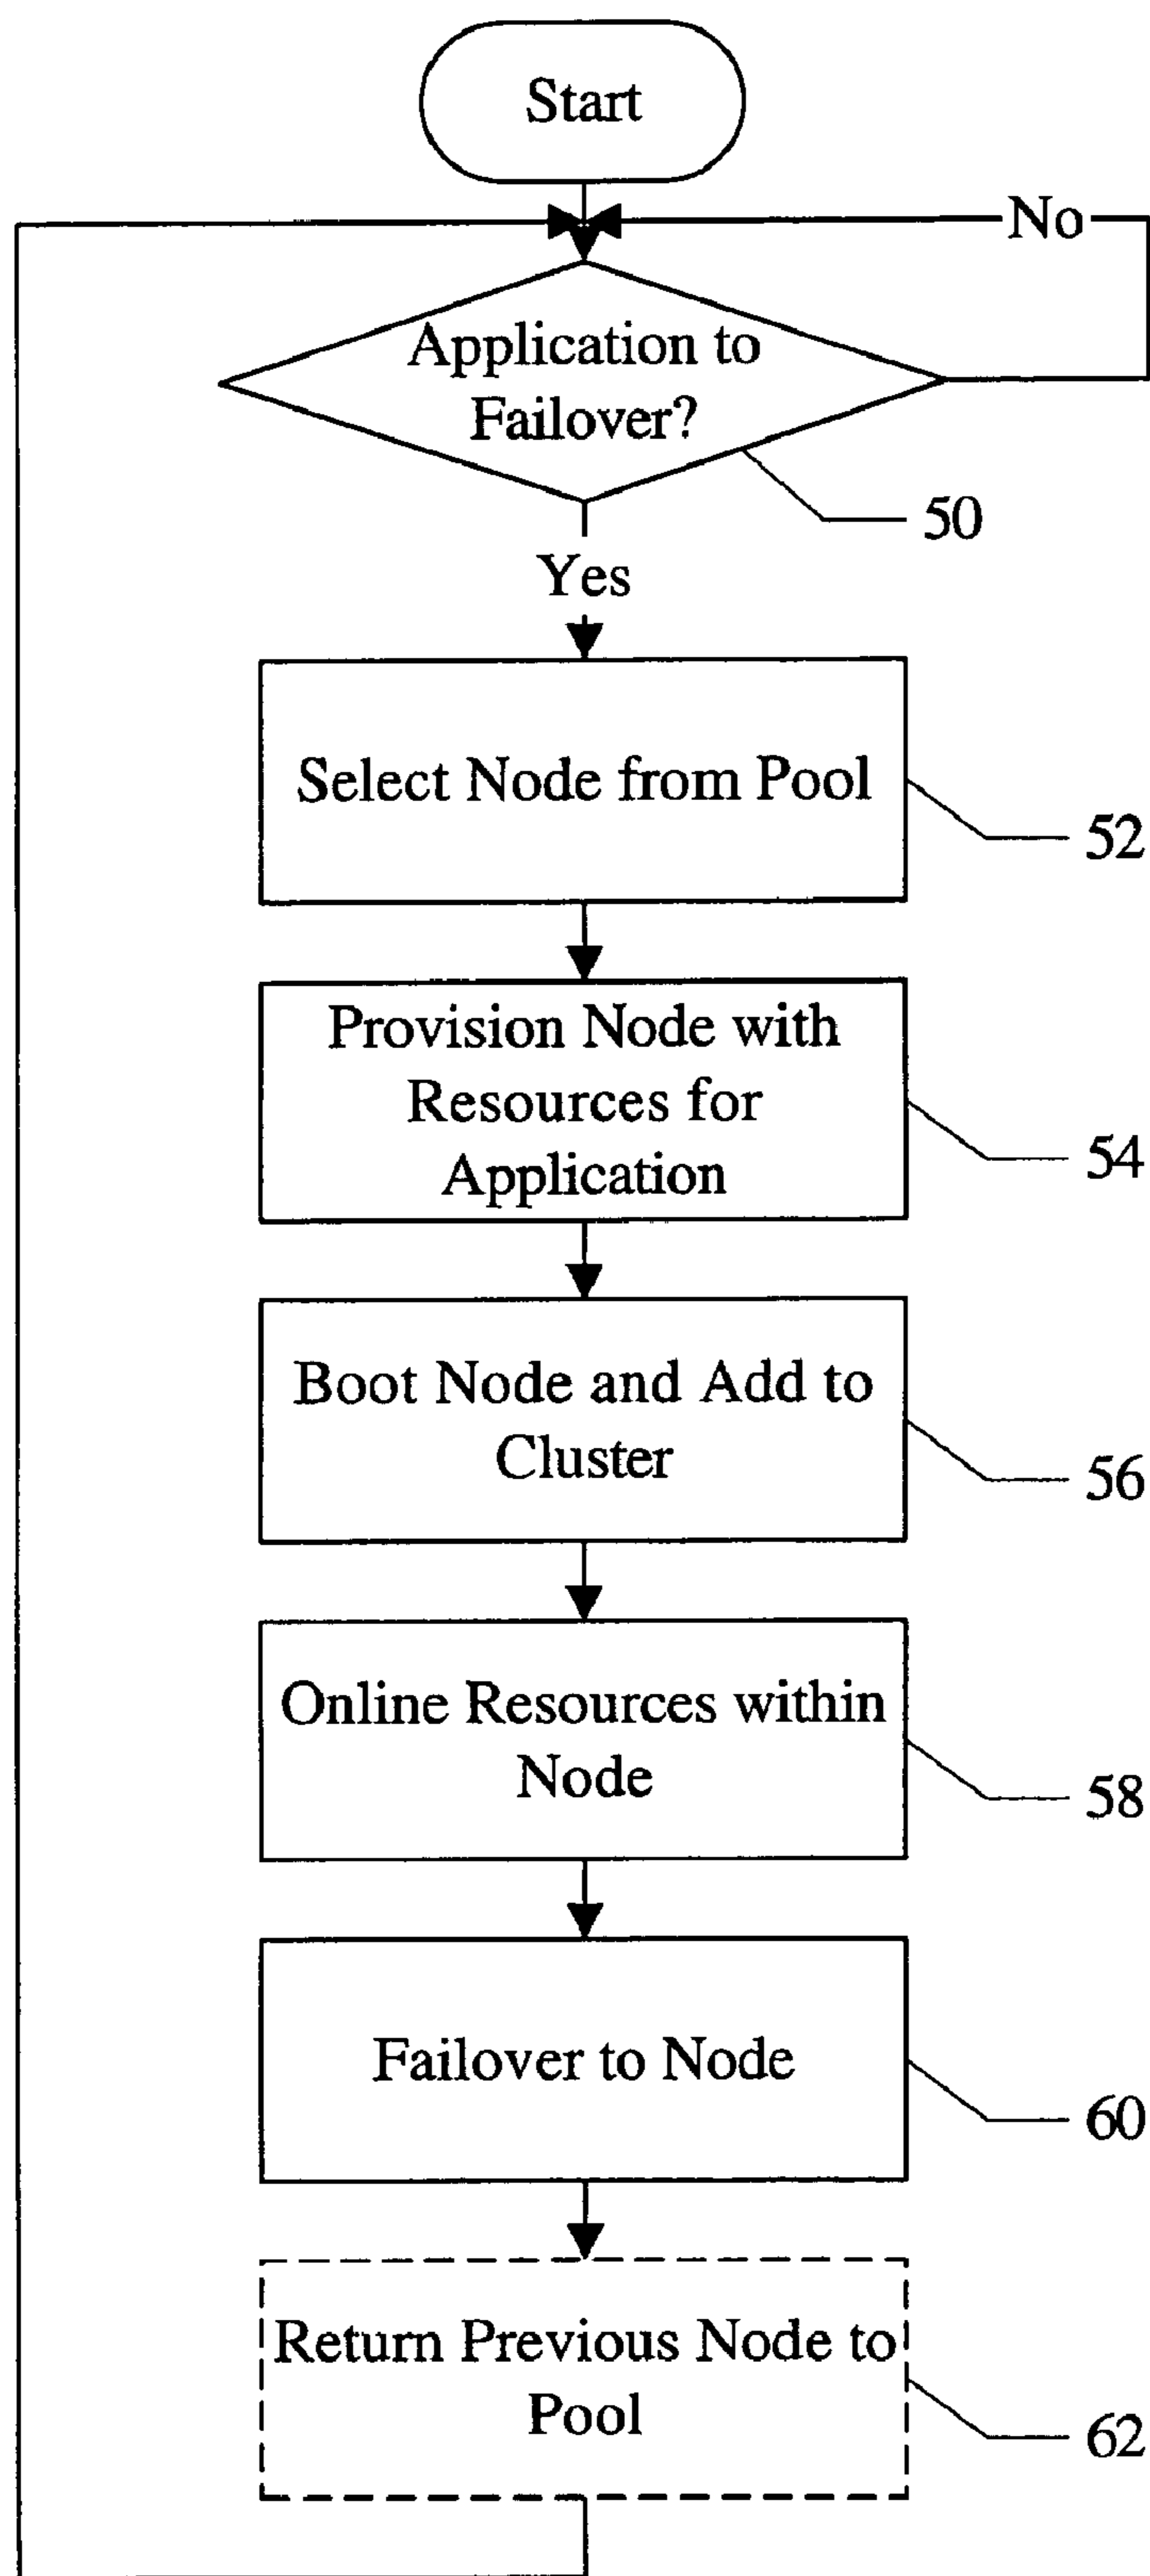 Start
No
Application to
Failover?
50
Yes
Select Node from Pool
52
Provision Node with
Resources for
Application
54
Boot Node and Add to
Cluster
56
Online Resources within
Node
58
Failover to Node
60
Return Previous Node to
Pool
62